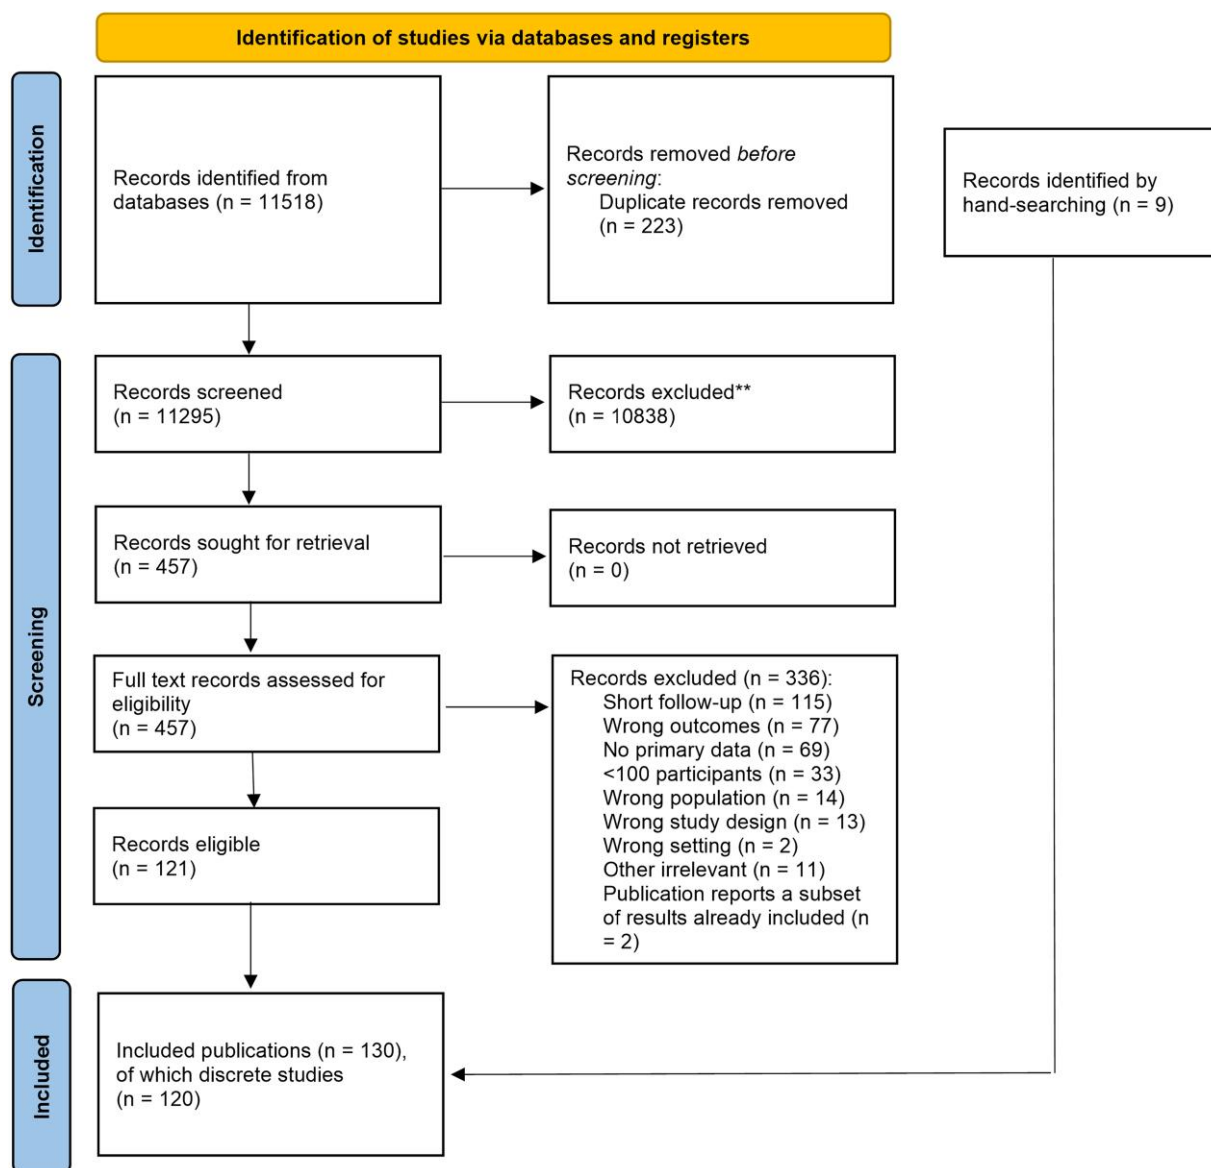 Identification of studies via databases and registers
Identification
Records identified from
databases (n = 11518)
Records removed before
screening:
Duplicate records removed
(n = 223)
Records identified by
hand-searching (n = 9)
Screening
Records screened
(n = 11295)
Records excluded**
(n = 10838)
Records sought for retrieval
(n = 457)
Records not retrieved
(n = 0)
Full text records assessed for
eligibility
(n = 457)
Records excluded (n = 336):
Short follow-up (n = 115)
Wrong outcomes (n = 77)
No primary data (n = 69)
<100 participants (n = 33)
Wrong population (n = 14)
Wrong study design (n = 13)
Wrong setting (n = 2)
Other irrelevant (n = 11)
Publication reports a subset
of results already included (n
= 2)
Records eligible
(n = 121)
Included
Included publications (n = 130),
of which discrete studies
(n = 120)